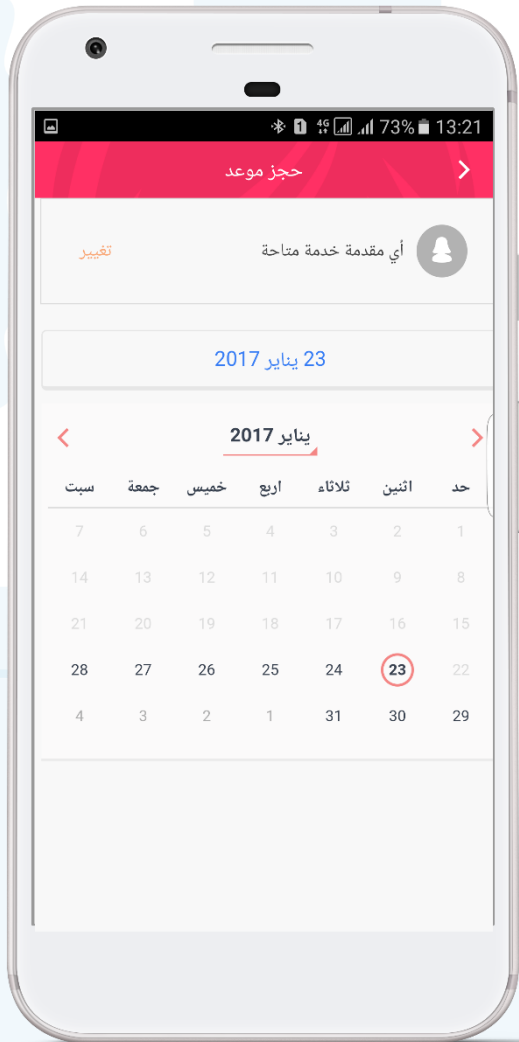 1 4G 73% 13:21
حجز موعد
أي مقدمة خدمة متاحة تغيير
23 يناير 2017
يناير 2017
حد اثنين ثلاثاء اربع خميس جمعة سبت
1 2 3 4 5 6 7
8 9 10 11 12 13 14
15 16 17 18 19 20 21
22 23 24 25 26 27 28
29 30 31 1 2 3 4